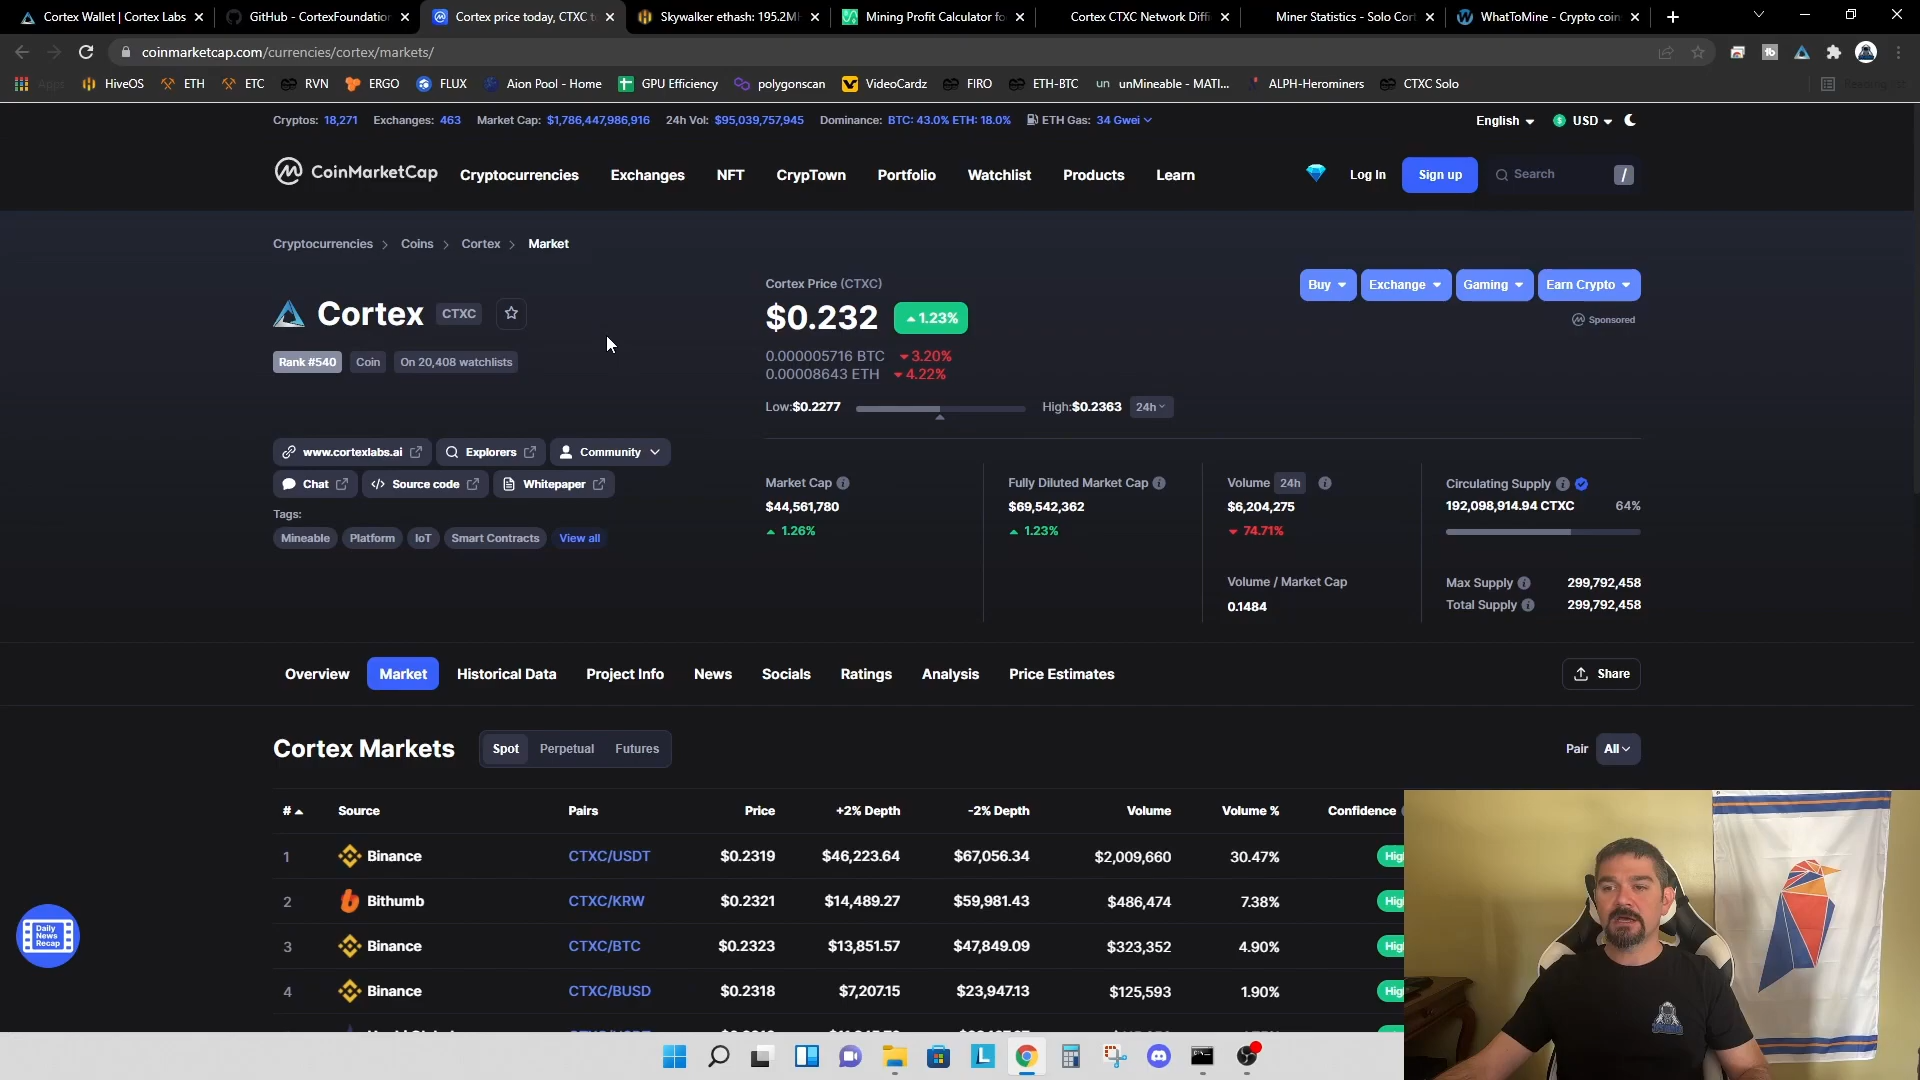 Cortex Wallet | Cortex Labs
GitHub - CortexFoundation
Cortex price today, CTXC t
Skywalker ethash: 195.2M
Mining Profit Calculator fo
Cortex CTXC Network Diffi
Miner Statistics - Solo Cort
WhatToMine - Crypto coin
coinmarketcap.com/currencies/cortex/markets/
Apps
HiveOS
ETH
ETC
RVN
ERGO
FLUX
Aion Pool - Home
GPU Efficiency
polygonscan
VideoCardz
FIRO
ETH-BTC
un unMineable - MATI...
ALPH-Herominers
CTXC Solo
Reading list
Cryptos: 18,271 Exchanges: 463 Market Cap: $1,786,447,986,916 24h Vol: $95,039,757,945 Dominance: BTC: 43.0% ETH: 18.0% ETH Gas: 34 Gwei
English USD
CoinMarketCap Cryptocurrencies Exchanges NFT CrypTown Portfolio Watchlist Products Learn
Log In Sign up Search /
Cryptocurrencies > Coins > Cortex > Market
Cortex CTXC
Rank #540 Coin On 20,408 watchlists
www.cortexlabs.ai Explorers Community
Chat Source code Whitepaper
Tags:
Mineable Platform IoT Smart Contracts View all
Cortex Price (CTXC)
$0.232 1.23%
0.000005716 BTC 3.20%
0.00008643 ETH 4.22%
Low:$0.2277 High:$0.2363 24h
Buy Exchange Gaming Earn Crypto
Sponsored
Market Cap
$44,561,780
1.26%
Fully Diluted Market Cap
$69,542,362
1.23%
Volume 24h
$6,204,275
74.71%
Volume / Market Cap
0.1484
Circulating Supply
192,098,914.94 CTXC 64%
Max Supply 299,792,458
Total Supply 299,792,458
Overview Market Historical Data Project Info News Socials Ratings Analysis Price Estimates Share
Cortex Markets Spot Perpetual Futures Pair All
# Source Pairs Price +2% Depth -2% Depth Volume Volume % Confidence
1 Binance CTXC/USDT $0.2319 $46,223.64 $67,056.34 $2,009,660 30.47% Hig
2 Bithumb CTXC/KRW $0.2321 $14,489.27 $59,981.43 $486,474 7.38% Hig
3 Binance CTXC/BTC $0.2323 $13,851.57 $47,849.09 $323,352 4.90% Hig
4 Binance CTXC/BUSD $0.2318 $7,207.15 $23,947.13 $125,593 1.90% Hig
Daily
News
Recap